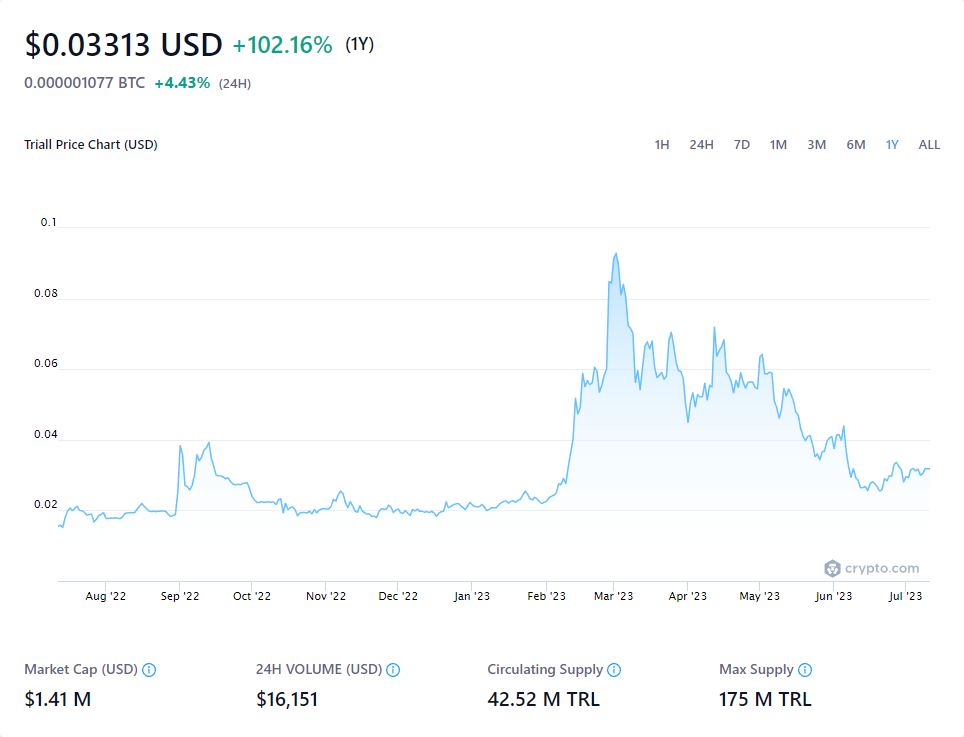 $0.03313 USD +102.16% (1Y)
0.000001077 BTC +4.43% (24H)
Triall Price Chart (USD) 1H 24H 7D 1M 3M 6M 1Y ALL
0.1
0.08
0.06
0.04
0.02
crypto.com
Aug '22 Sep '22 Oct '22 Nov '22 Dec '22 Jan '23 Feb '23 Mar '23 Apr '23 May '23 Jun '23 Jul '23
Market Cap (USD) 24H VOLUME (USD) Circulating Supply Max Supply
$1.41 M $16,151 42.52 M TRL 175 M TRL